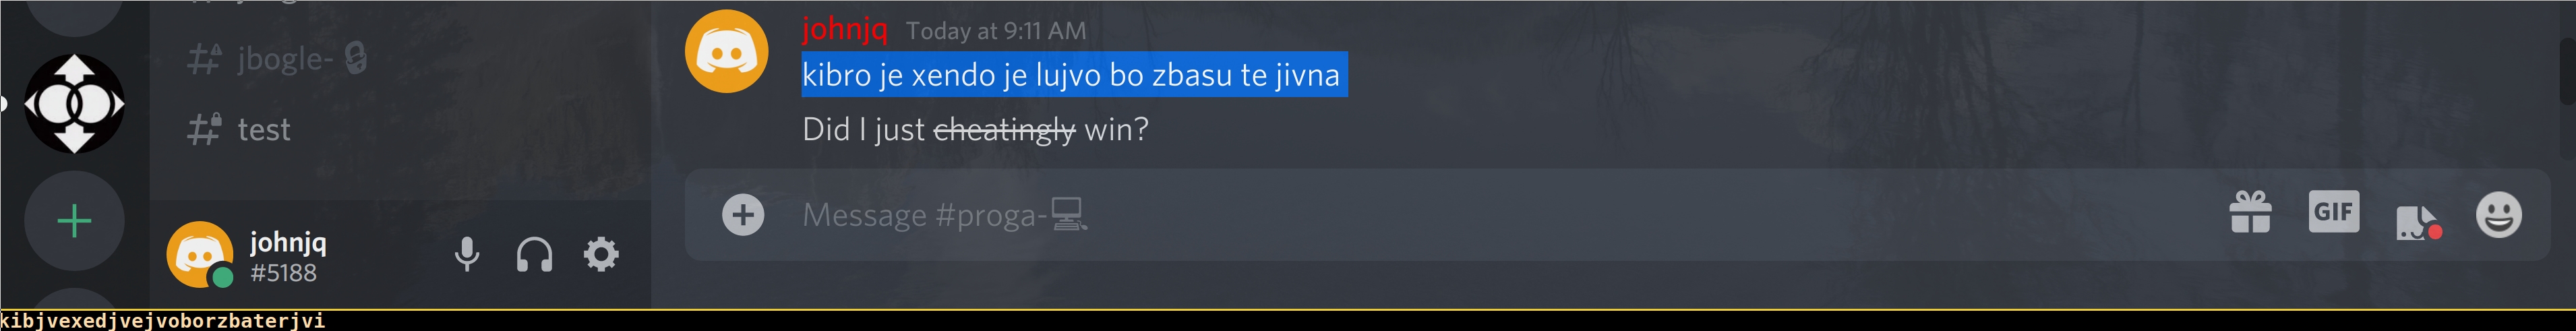 jbogle-🔒
test
johnjq
#5188
johnjq Today at 9:11 AM
kibro je xendo je lujvo bo zbasu te jivna
Did I just cheatingly win?
Message #proga-🖥️
GIF
kibjvexedjvejvoborzbaterjvi